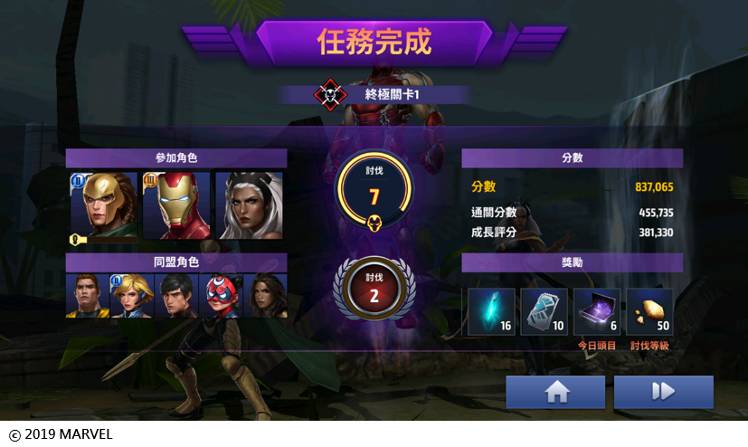 任務完成
終極關卡1
參加角色
討伐
7
分數
分數 837,065
通關分數 455,735
成長評分 381,330
同盟角色
討伐
2
獎勵
16 10 6 50
今日頭目 討伐等級
© 2019 MARVEL